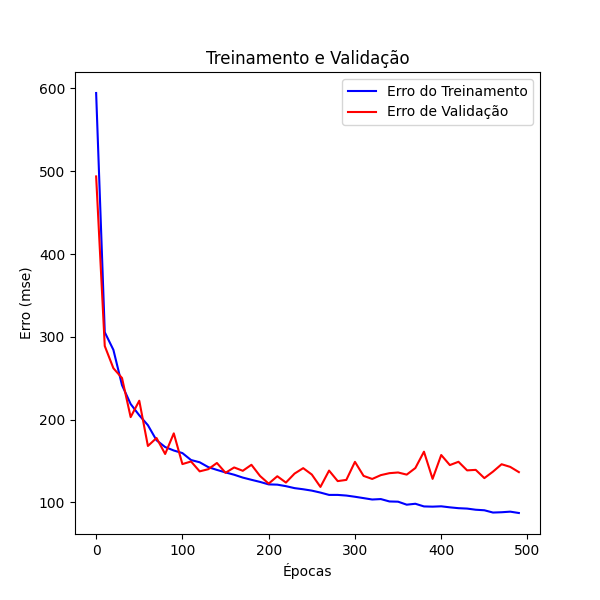 Treinamento e Validação
Erro do Treinamento
Erro de Validação
600
500
400
300
200
100
Erro (mse)
0
100
200
300
400
500
Épocas